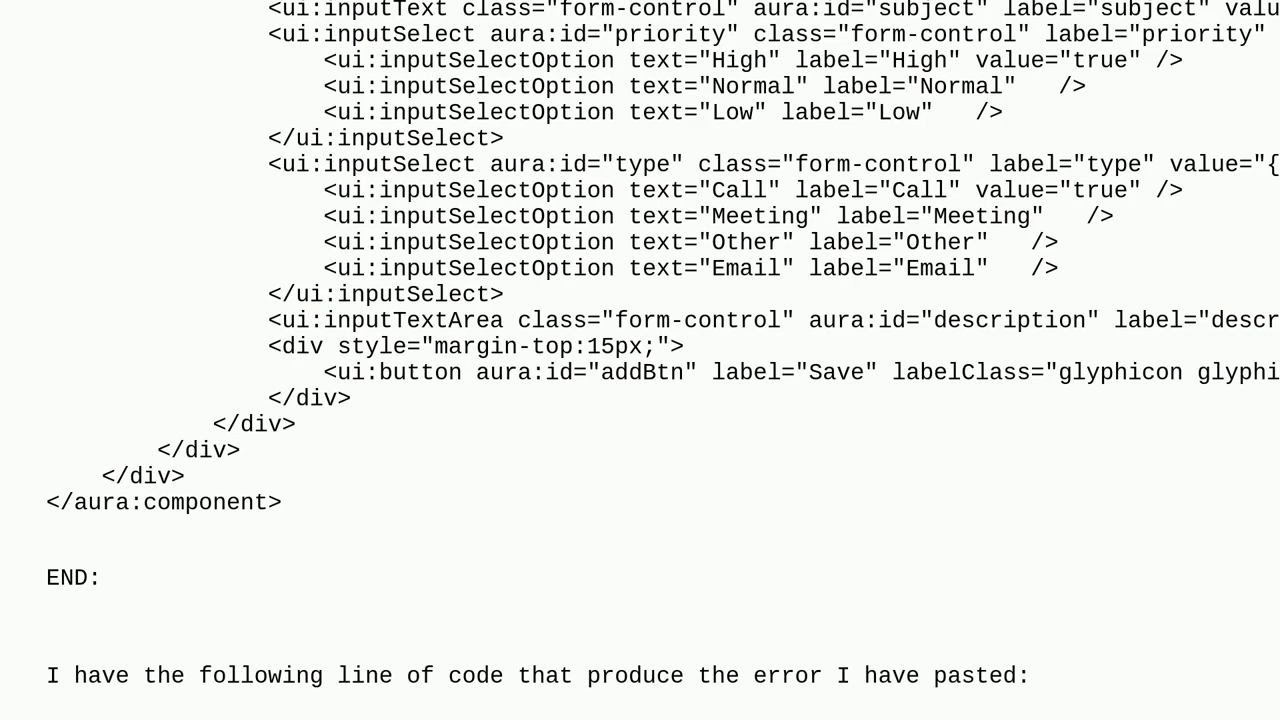 <ui:inputText class="form-control" aura:id="subject" label="subject" valu
<ui:inputSelect aura:id="priority" class="form-control" label="priority"
<ui:inputSelectOption text="High" label="High" value="true" />
<ui:inputSelectOption text="Normal" label="Normal"   />
<ui:inputSelectOption text="Low" label="Low"   />
</ui:inputSelect>
<ui:inputSelect aura:id="type" class="form-control" label="type" value="{
<ui:inputSelectOption text="Call" label="Call" value="true" />
<ui:inputSelectOption text="Meeting" label="Meeting"   />
<ui:inputSelectOption text="Other" label="Other"   />
<ui:inputSelectOption text="Email" label="Email"   />
</ui:inputSelect>
<ui:inputTextArea class="form-control" aura:id="description" label="descr
<div style="margin-top:15px;">
<ui:button aura:id="addBtn" label="Save" labelClass="glyphicon glyphi
</div>
</div>
</div>
</div>
</aura:component>
END:
I have the following line of code that produce the error I have pasted: